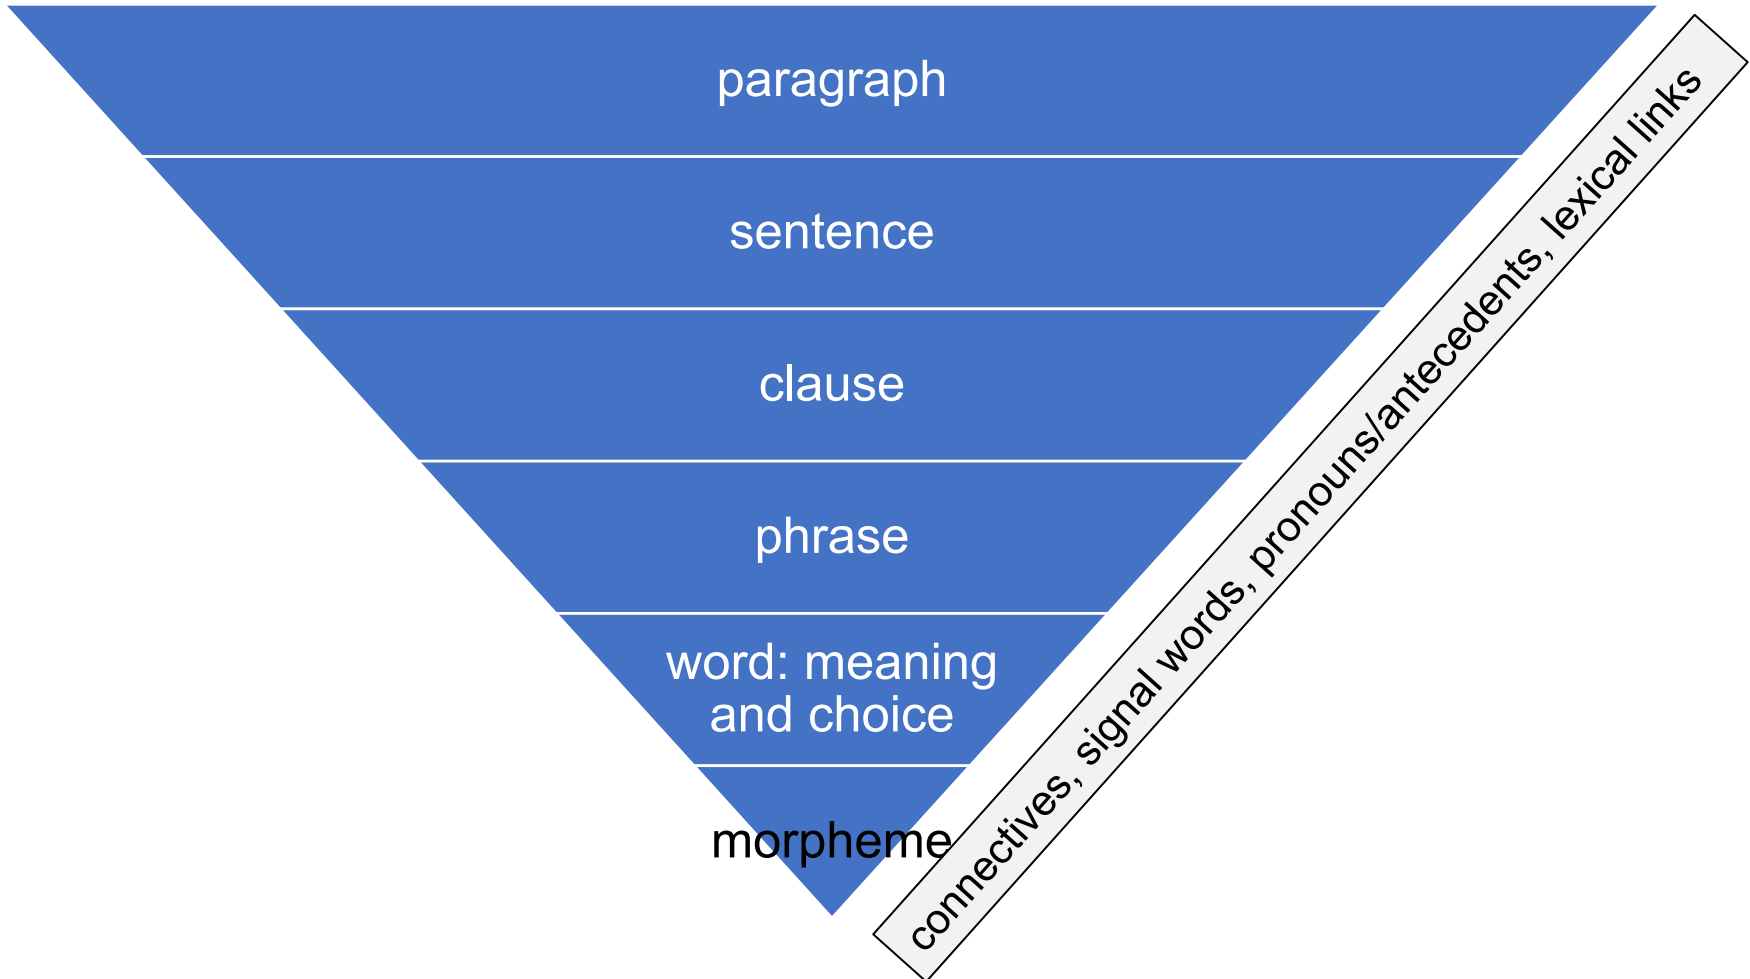 paragraph
sentence
clause
phrase
word: meaning
and choice
morpheme
connectives, signal words, pronouns/antecedents, lexical links